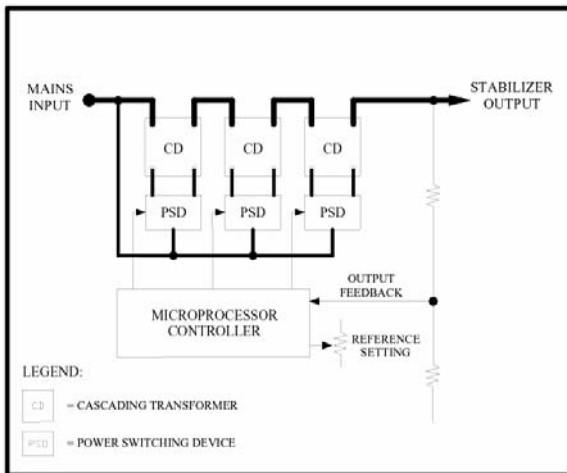 MAINS
INPUT
STABILIZER
OUTPUT
CD
CD
CD
PSD
PSD
PSD
OUTPUT
FEEDBACK
MICROPROCESSOR
CONTROLLER
REFERENCE
SETTING
LEGEND:
CD = CASCADING TRANSFORMER
PSD = POWER SWITCHING DEVICE